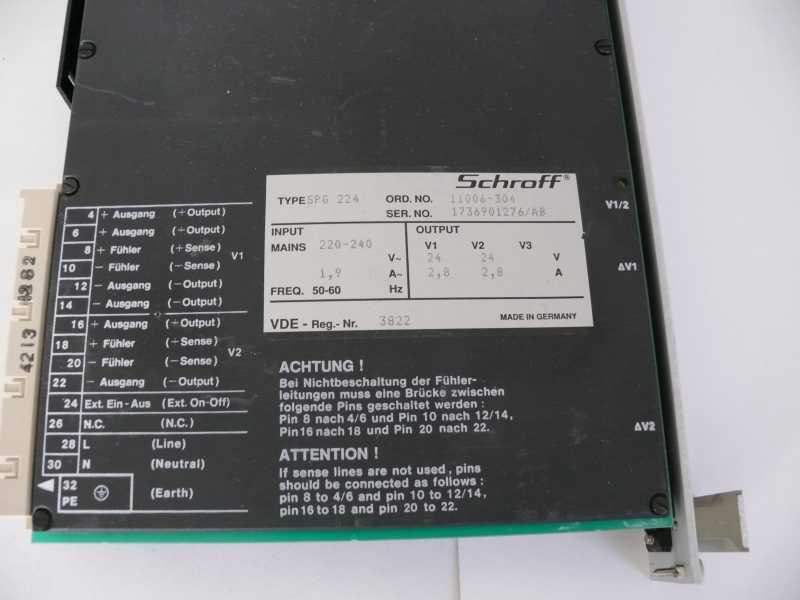 Schroff®
TYPE SPG 224 ORD. NO. 11006-304
SER. NO. 1736901276/AB
INPUT OUTPUT
MAINS 220-240 V~
1,9 A~
FREQ. 50-60 Hz
V1 V2 V3
24 24 V
2,8 2,8 A
VDE - Reg.- Nr. 3822 MADE IN GERMANY
V1/2
ΔV1
ΔV2
4 + Ausgang (+Output)
6 + Ausgang (+Output)
8 + Fühler (+Sense)
10 - Fühler (-Sense)
12 - Ausgang (-Output)
14 - Ausgang (-Output)
V1
16 + Ausgang (+Output)
18 + Fühler (+Sense)
20 - Fühler (-Sense)
22 - Ausgang (-Output)
V2
24 Ext. Ein-Aus (Ext. On-Off)
26 N.C. (N.C.)
28 L (Line)
30 N (Neutral)
32 PE (Earth)
ACHTUNG !
Bei Nichtbeschaltung der Fühler-
leitungen muss eine Brücke zwischen
folgende Pins geschaltet werden :
Pin 8 nach 4/6 und Pin 10 nach 12/14,
Pin 16 nach 18 und Pin 20 nach 22.
ATTENTION !
If sense lines are not used, pins
should be connected as follows :
pin 8 to 4/6 and pin 10 to 12/14,
pin 16 to 18 and pin 20 to 22.
4213